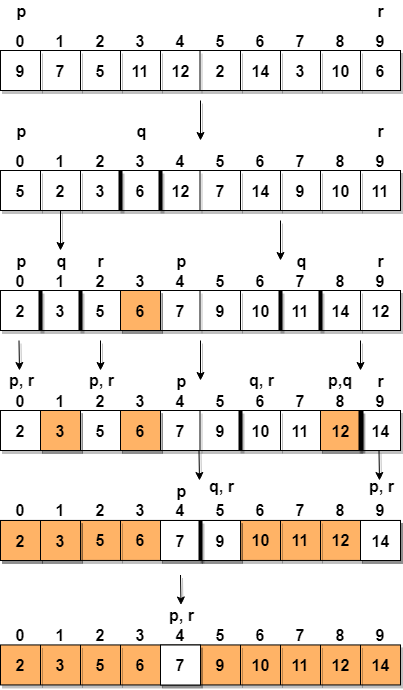 p r
0 1 2 3 4 5 6 7 8 9
9 7 5 11 12 2 14 3 10 6
p q r
0 1 2 3 4 5 6 7 8 9
5 2 3 6 12 7 14 9 10 11
p q r p q r
0 1 2 3 4 5 6 7 8 9
2 3 5 6 7 9 10 11 14 12
p, r p, r p q, r p,q r
0 1 2 3 4 5 6 7 8 9
2 3 5 6 7 9 10 11 12 14
p q, r p, r
0 1 2 3 4 5 6 7 8 9
2 3 5 6 7 9 10 11 12 14
p, r
0 1 2 3 4 5 6 7 8 9
2 3 5 6 7 9 10 11 12 14